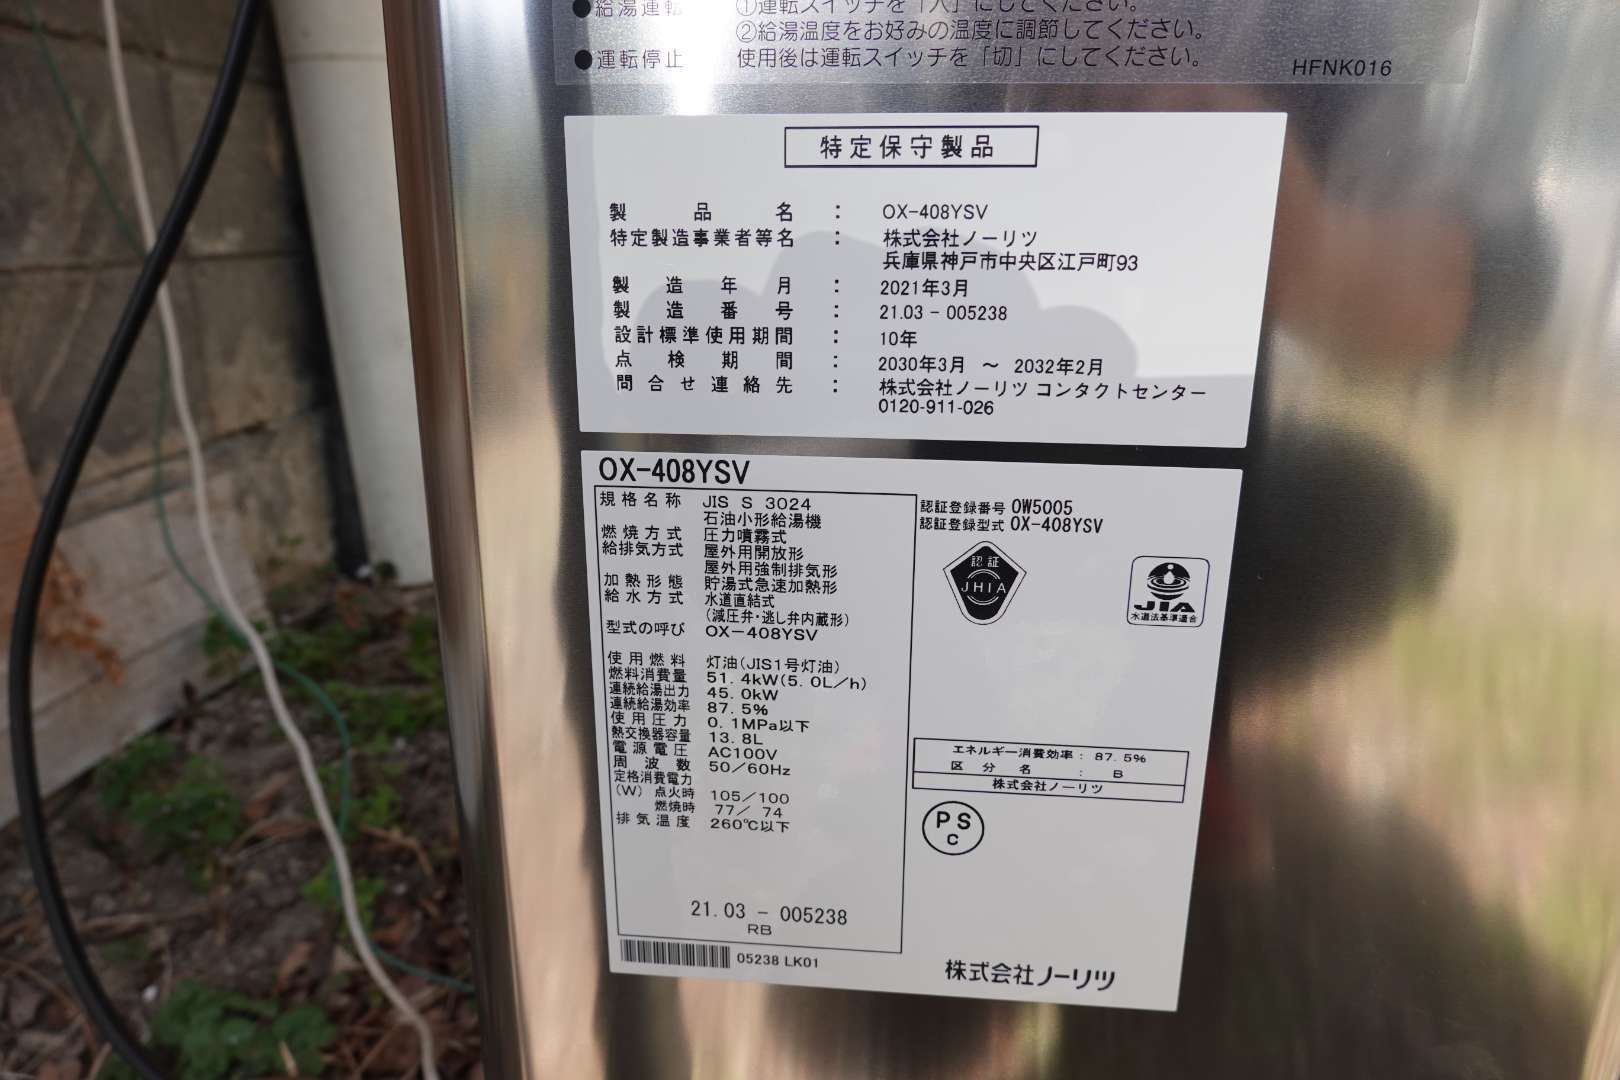 ●給湯運転 ①運転スイッチを「入」にしてください。
②給湯温度をお好みの温度に調節してください。
●運転停止 使用後は運転スイッチを「切」にしてください。
HFNK016
特定保守製品
製品名 : OX-408YSV
特定製造事業者等名 : 株式会社ノーリツ
兵庫県神戸市中央区江戸町93
製造年月 : 2021年3月
製造番号 : 21.03 - 005238
設計標準使用期間 : 10年
点検期間 : 2030年3月 ～ 2032年2月
問合せ連絡先 : 株式会社ノーリツ コンタクトセンター
0120-911-026
OX-408YSV
規格名称 JIS S 3024
石油小形給湯機
燃焼方式 圧力噴霧式
給排気方式 屋外用開放形
屋外用強制排気形
加熱形態 貯湯式急速加熱形
給水方式 水道直結式
(減圧弁・逃し弁内蔵形)
型式の呼び OX-408YSV
使用燃料 灯油(JIS1号灯油)
燃料消費量 51.4kW(5.0L/h)
連続給湯出力 45.0kW
連続給湯効率 87.5%
使用圧力 0.1MPa以下
熱交換器容量 13.8L
電源電圧 AC100V
周波数 50/60Hz
定格消費電力
(W) 点火時 105/100
燃焼時 77/ 74
排気温度 260℃以下
21.03 - 005238
RB
05238 LK01
認証登録番号 OW5005
認証登録型式 OX-408YSV
認証
JHIA
JIA
水道法基準適合
エネルギー消費効率 : 87.5%
区分名 : B
株式会社ノーリツ
PS
C
株式会社ノーリツ